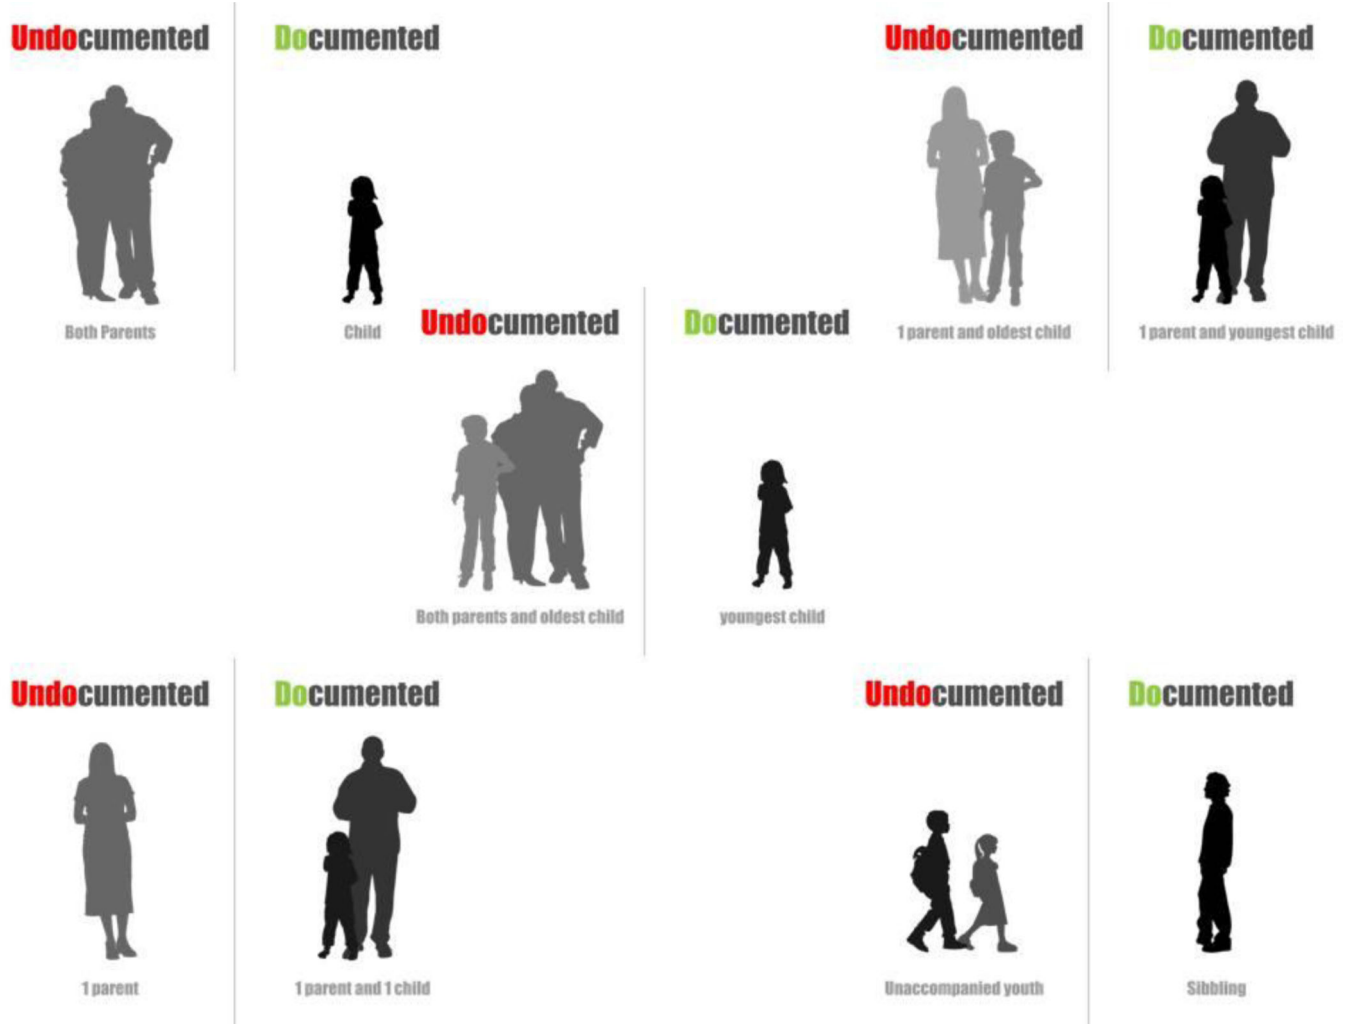 Undocumented
Documented
Both Parents
Child
Undocumented
Documented
1 parent and oldest child
1 parent and youngest child
Undocumented
Documented
Both parents and oldest child
youngest child
Undocumented
Documented
1 parent
1 parent and 1 child
Undocumented
Documented
Unaccompanied youth
Sibbling